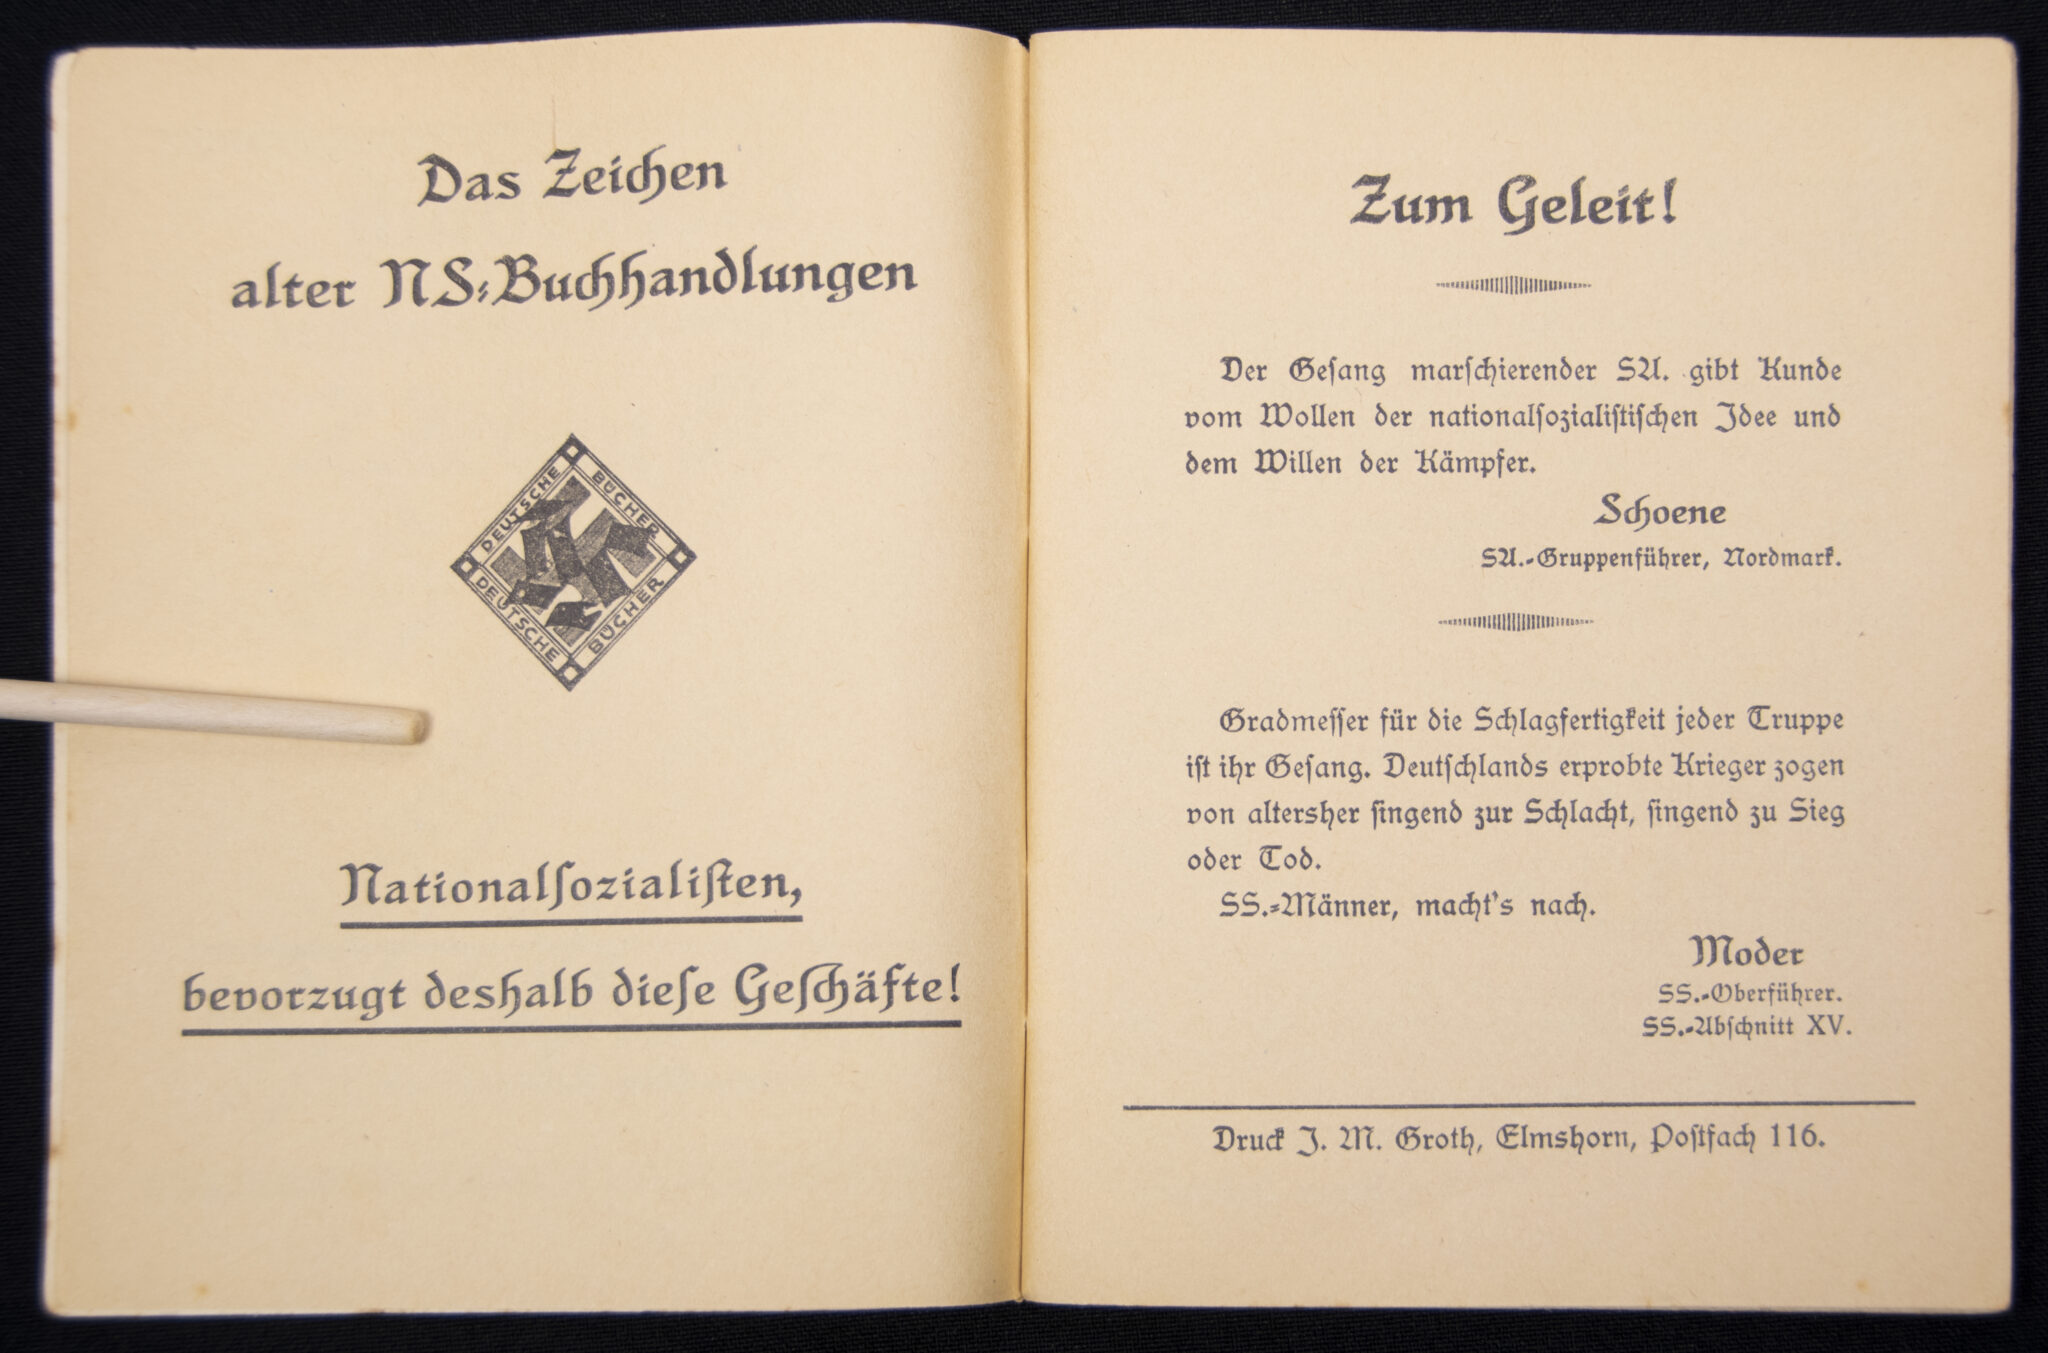 Das Zeichen
alter NS-Buchhandlungen
DEUTSCHE BÜCHER
DEUTSCHE BÜCHER
Nationalsozialisten,
bevorzugt deshalb diese Geschäfte!
Zum Geleit!
Der Gesang marschierender SA. gibt Kunde
vom Wollen der nationalsozialistischen Idee und
dem Willen der Kämpfer.
Schoene
SA.-Gruppenführer, Nordmark.
Gradmesser für die Schlagfertigkeit jeder Truppe
ist ihr Gesang. Deutschlands erprobte Krieger zogen
von altersher singend zur Schlacht, singend zu Sieg
oder Tod.
SS.-Männer, macht's nach.
Moder
SS.-Oberführer.
SS.-Abschnitt XV.
Druck J. M. Groth, Elmshorn, Postfach 116.